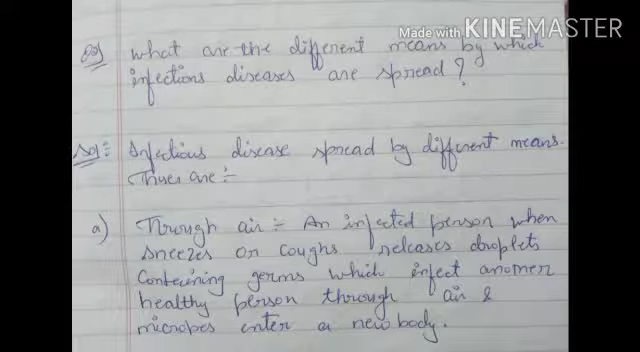 Made with KINEMASTER
Q5) What are the different means by which
infectious diseases are spread?
Infectious disease spread by different means.
are :-
a) Through air :- An infected person when
sneezes or coughs releases droplets
Containing germs which infect another
healthy person through air &
microbes enter a new body.